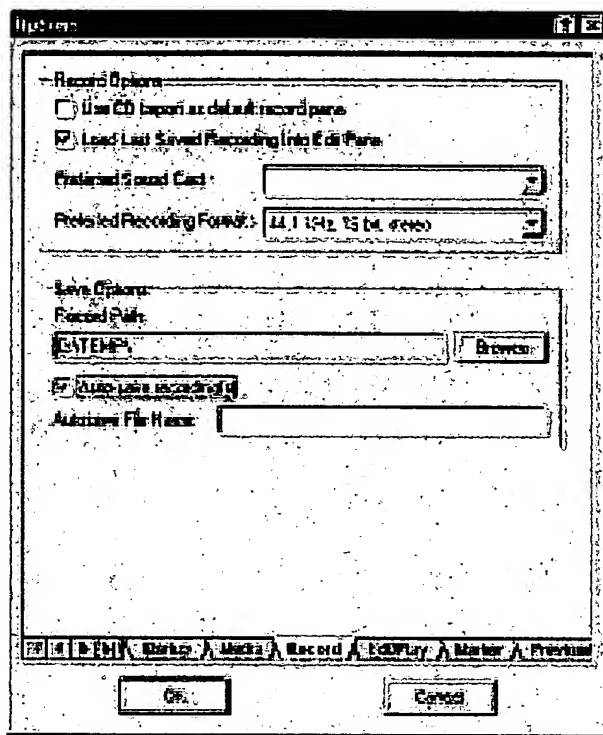 Options
Record Options
Use CD Import as default record pane
Load Last Saved Recording Into Edit Pane
Preferred Sound Card :
Preferred Recording Format : 44.1 KHz, 16 bit, stereo
Save Options
Record Path:
Browse
Auto-save recording(s)
Autosave File Name:
Startup Media Record Edit/Play Marker
OK Cancel